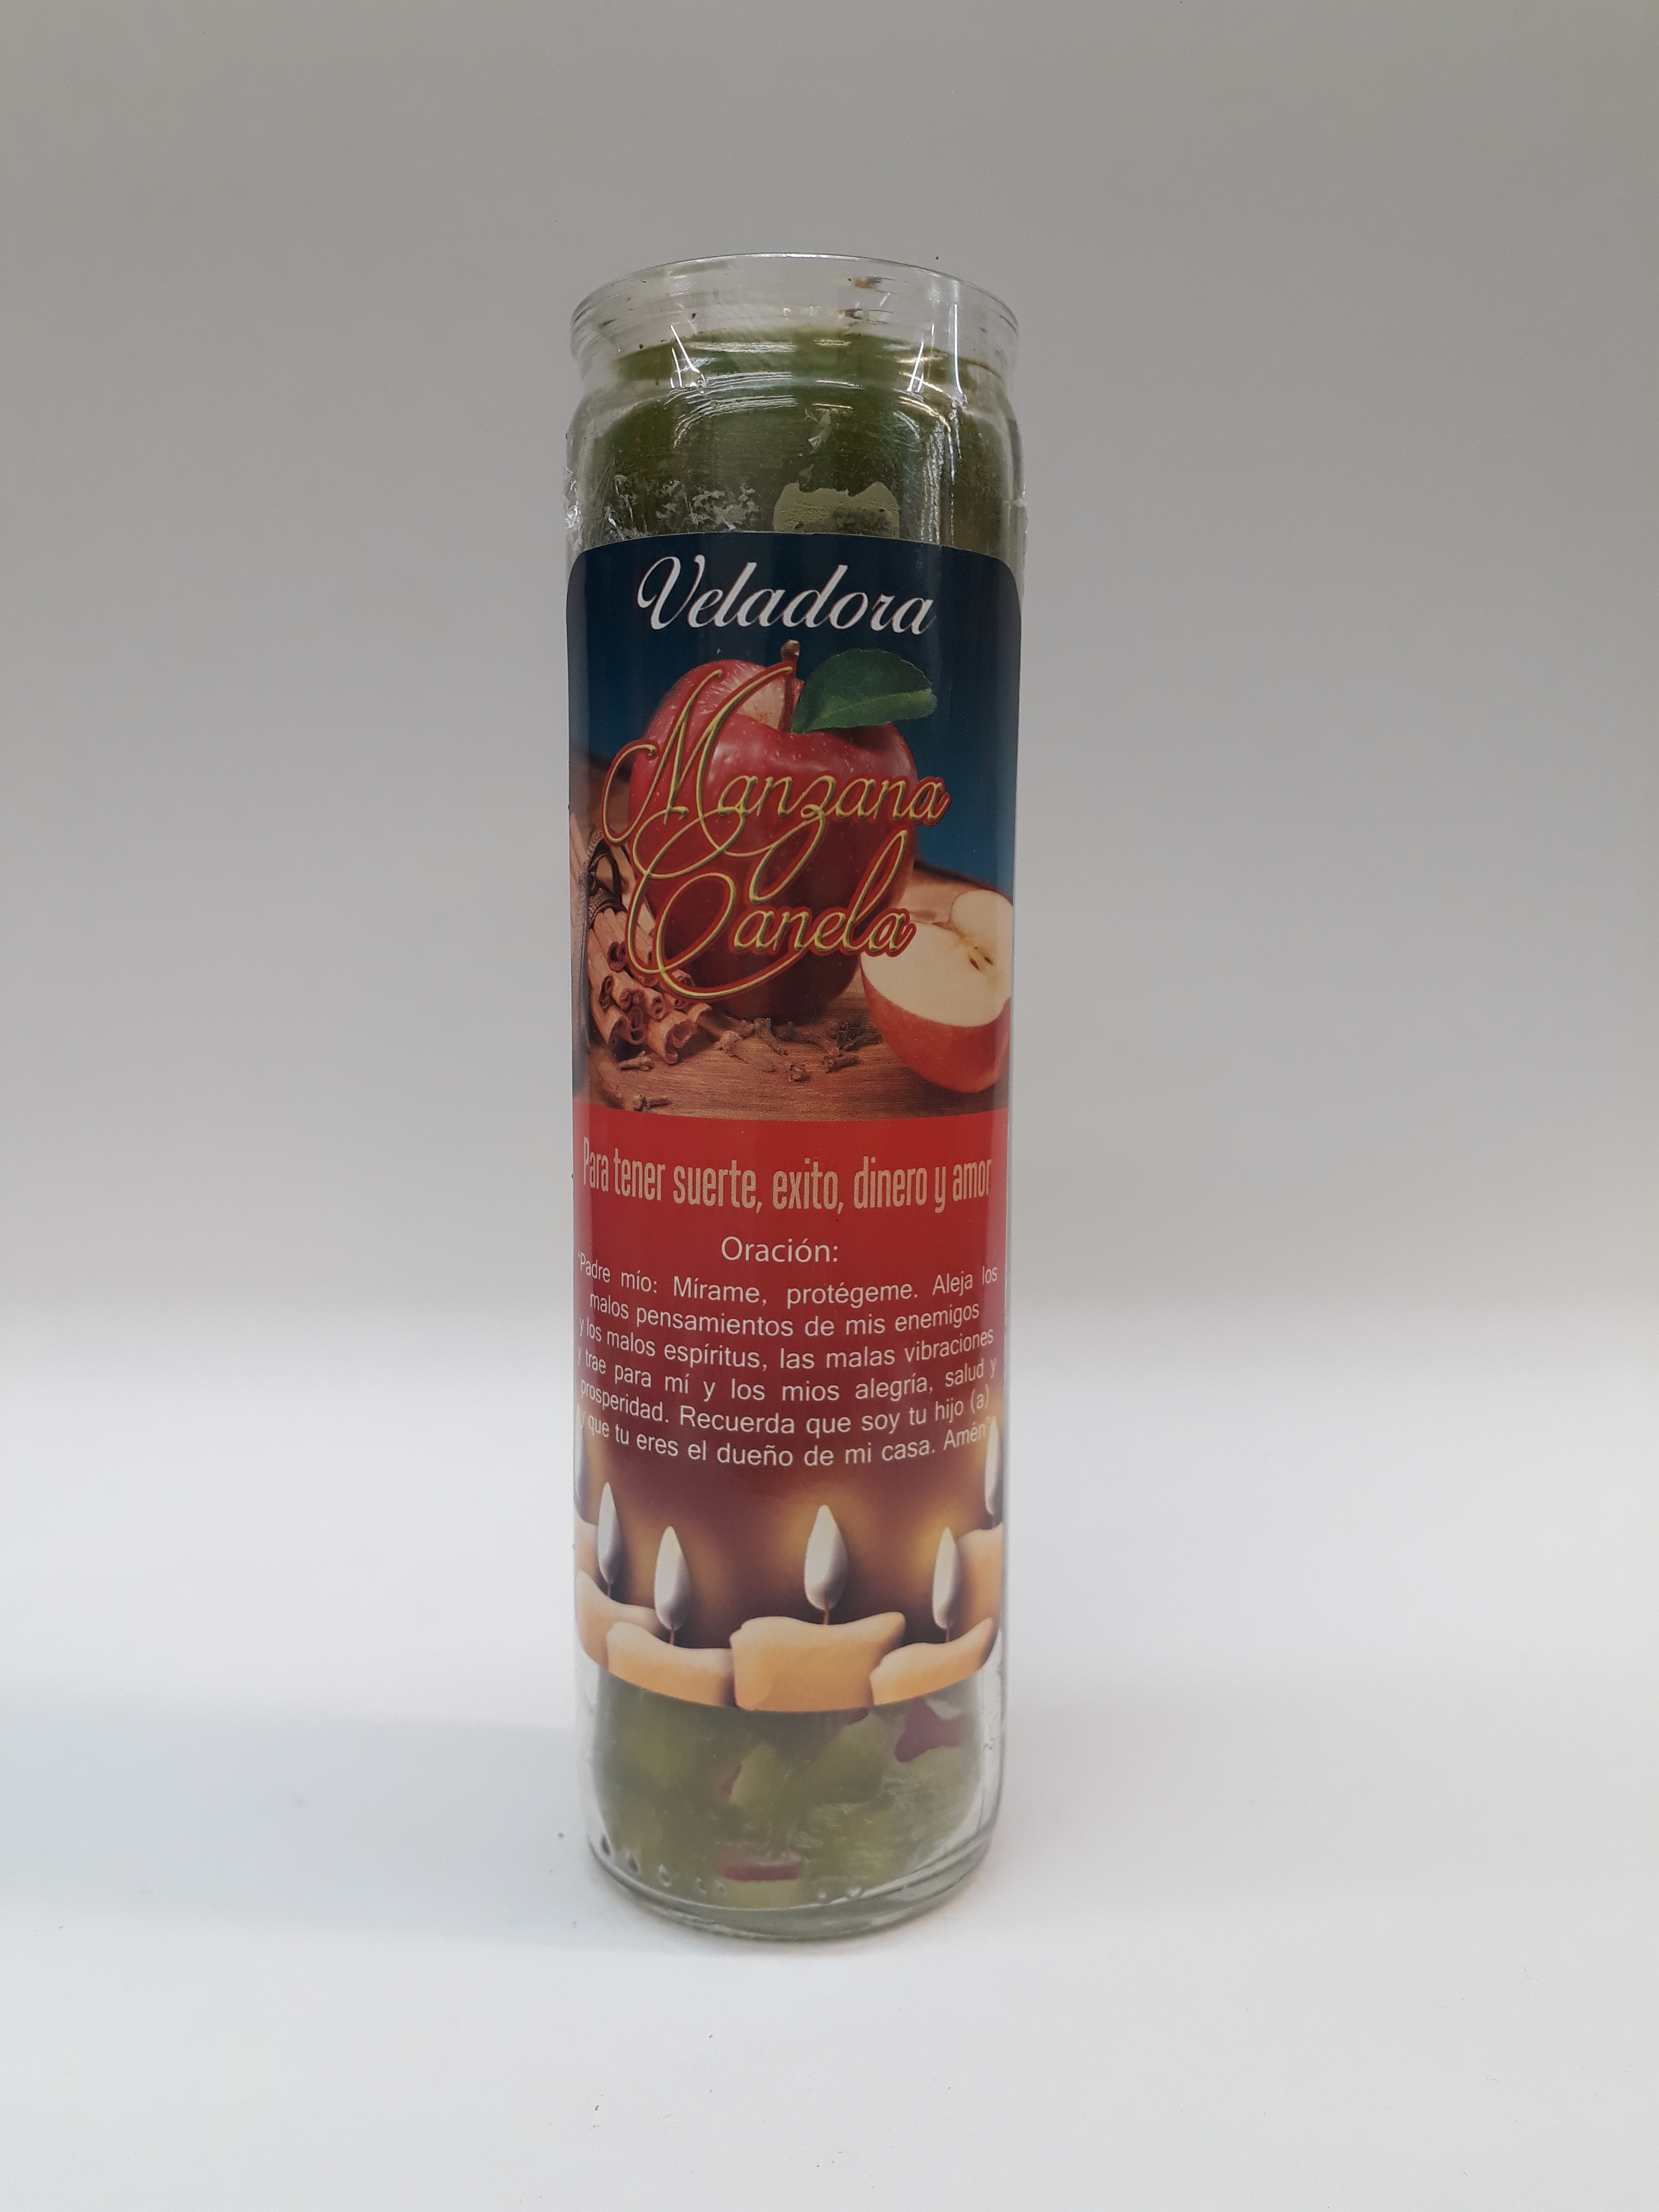 Veladora
Manzana
Canela
Para tener suerte, exito, dinero y amor
Oración:
"Padre mío: Mírame, protégeme. Aleja los
malos pensamientos de mis enemigos
y los malos espíritus, las malas vibraciones
y trae para mí y los mios alegría, salud y
prosperidad. Recuerda que soy tu hijo (a)
y que tu eres el dueño de mi casa. Amén"